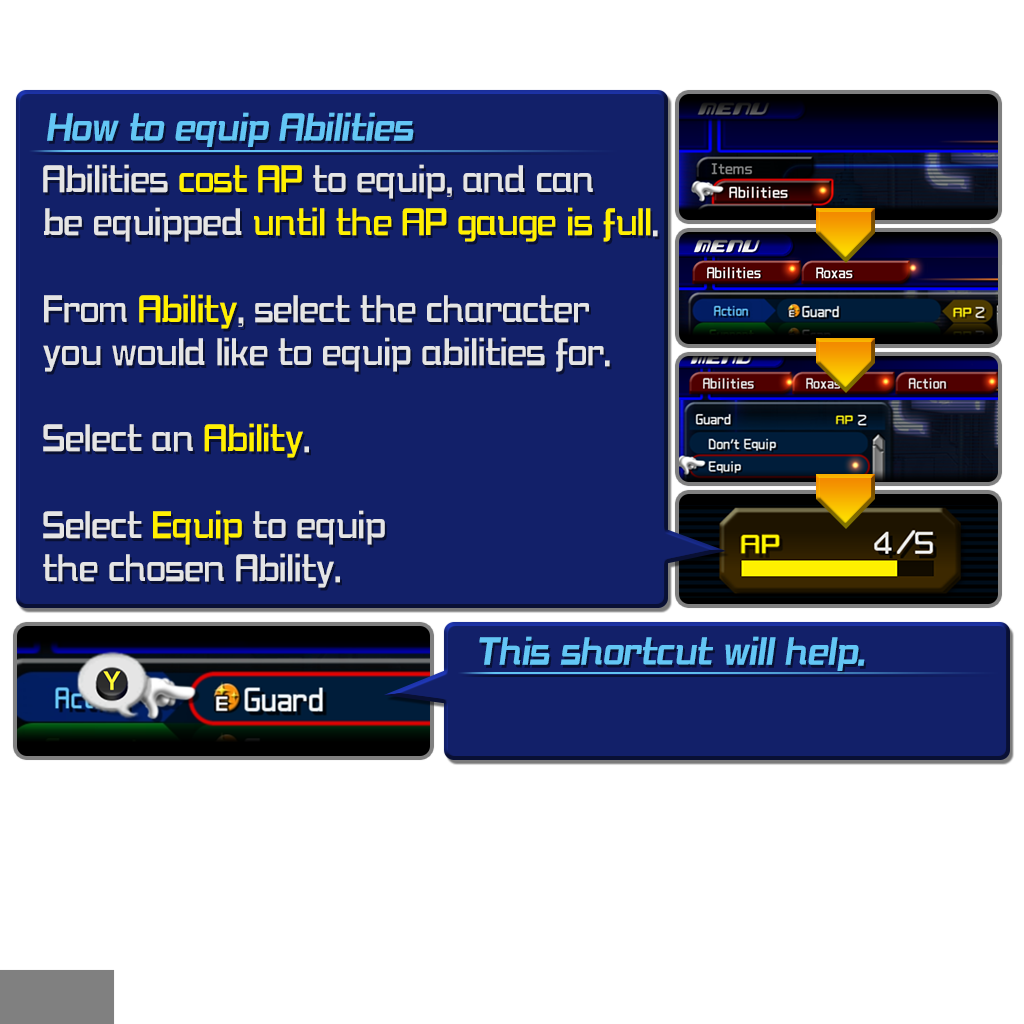 How to equip Abilities
Abilities cost AP to equip, and can
be equipped until the AP gauge is full.
From Ability, select the character
you would like to equip abilities for.
Select an Ability.
Select Equip to equip
the chosen Ability.
MENU
Items
Abilities
MENU
Abilities
Roxas
Action
Guard
AP 2
MENU
Abilities
Roxas
Action
Guard
AP 2
Don't Equip
Equip
AP
4/5
Y
E
Guard
This shortcut will help.